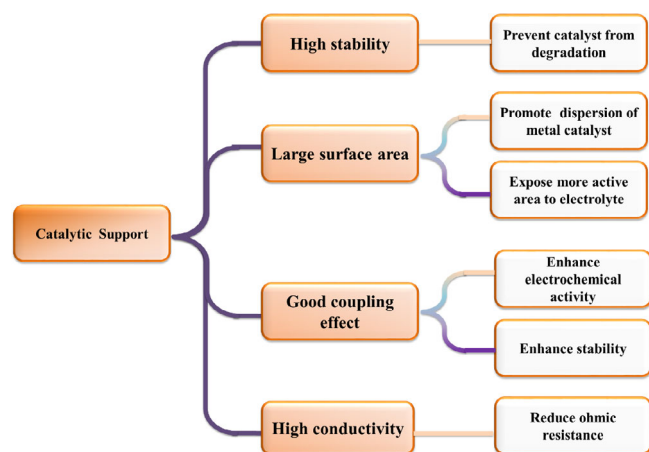 High stability
Prevent catalyst from
degradation
Large surface area
Promote dispersion of
metal catalyst
Expose more active
area to electrolyte
Catalytic Support
Good coupling
effect
Enhance
electrochemical
activity
Enhance stability
High conductivity
Reduce ohmic
resistance